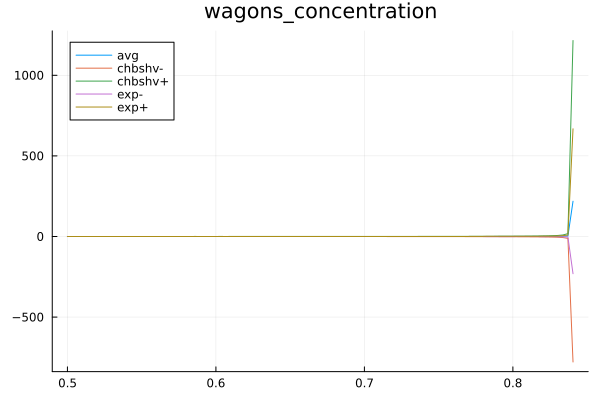 wagons_concentration
avg
chbshv-
chbshv+
exp-
exp+
1000
500
0
−500
0.5 0.6 0.7 0.8